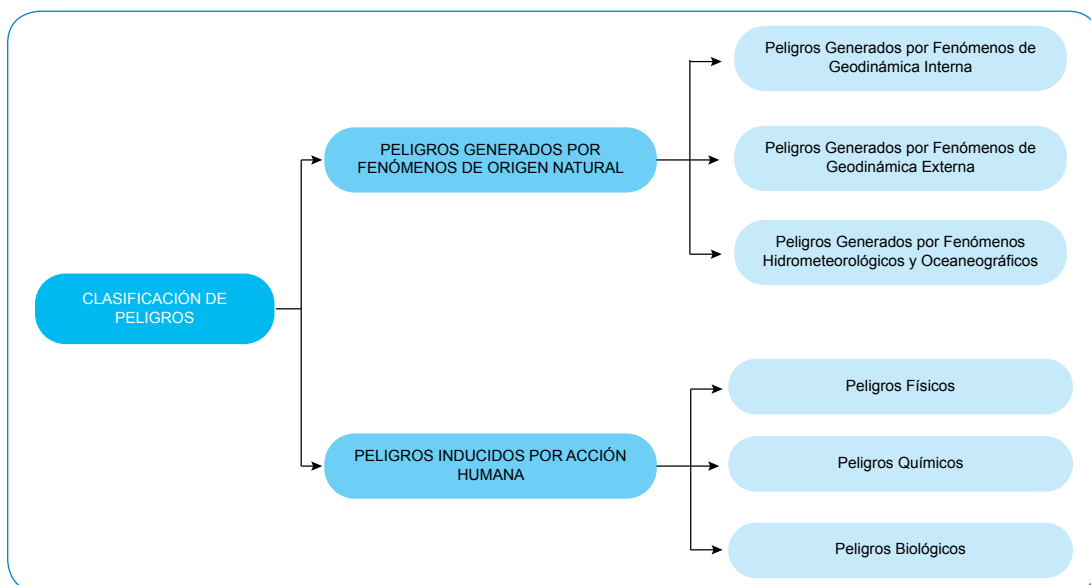 CLASIFICACIÓN DE
PELIGROS
PELIGROS GENERADOS POR
FENÓMENOS DE ORIGEN NATURAL
Peligros Generados por Fenómenos de
Geodinámica Interna
Peligros Generados por Fenómenos de
Geodinámica Externa
Peligros Generados por Fenómenos
Hidrometeorológicos y Oceaneográficos
PELIGROS INDUCIDOS POR ACCIÓN
HUMANA
Peligros Físicos
Peligros Químicos
Peligros Biológicos